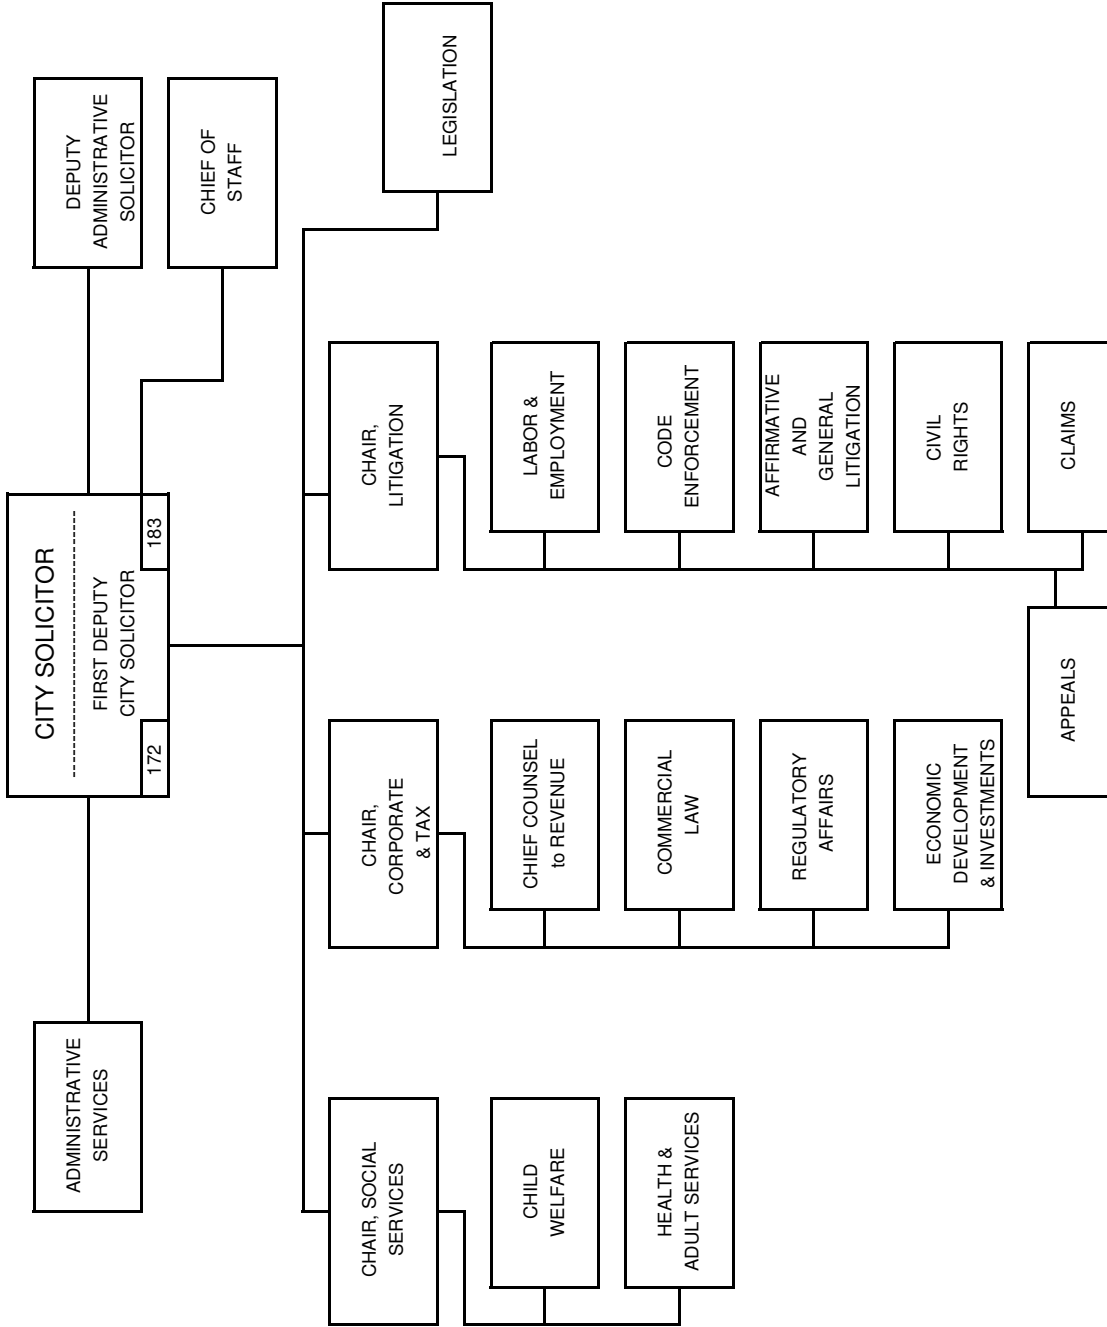 CITY SOLICITOR
FIRST DEPUTY
CITY SOLICITOR
172
183
ADMINISTRATIVE
SERVICES
DEPUTY
ADMINISTRATIVE
SOLICITOR
CHIEF OF
STAFF
CHAIR, SOCIAL
SERVICES
CHILD
WELFARE
HEALTH &
ADULT SERVICES
CHAIR,
CORPORATE
& TAX
CHIEF COUNSEL
to REVENUE
COMMERCIAL
LAW
REGULATORY
AFFAIRS
ECONOMIC
DEVELOPMENT
& INVESTMENTS
CHAIR,
LITIGATION
LABOR &
EMPLOYMENT
CODE
ENFORCEMENT
AFFIRMATIVE
AND
GENERAL
LITIGATION
CIVIL
RIGHTS
CLAIMS
APPEALS
LEGISLATION